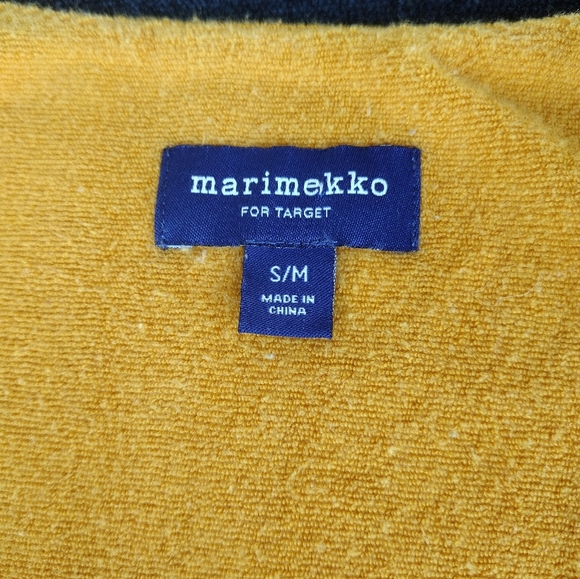 marimekko
FOR TARGET
S/M
MADE IN
CHINA